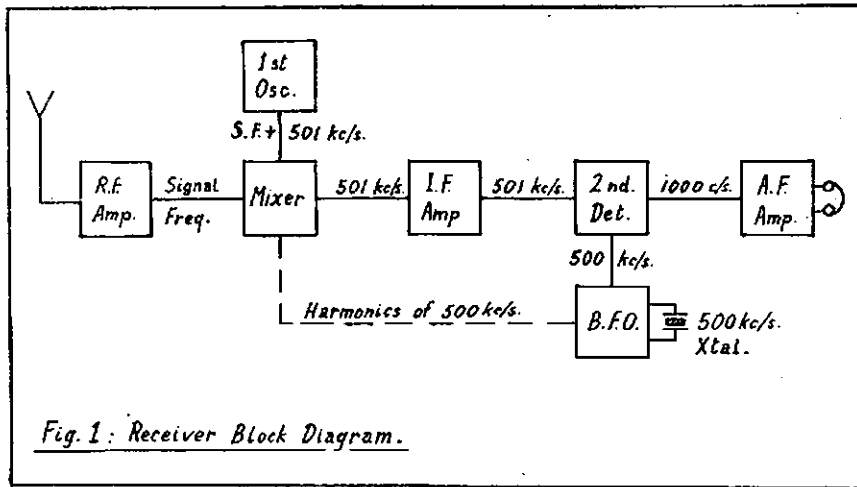 1st
Osc.
S.F.+ 501 kc/s.
R.F.
Amp.
Signal
Freq.
Mixer
501 kc/s.
I.F.
Amp
501 kc/s.
2nd.
Det.
1000 c/s.
A.F.
Amp.
500 kc/s.
Harmonics of 500 kc/s.
B.F.O.
500 kc/s.
Xtal.
Fig. 1: Receiver Block Diagram.